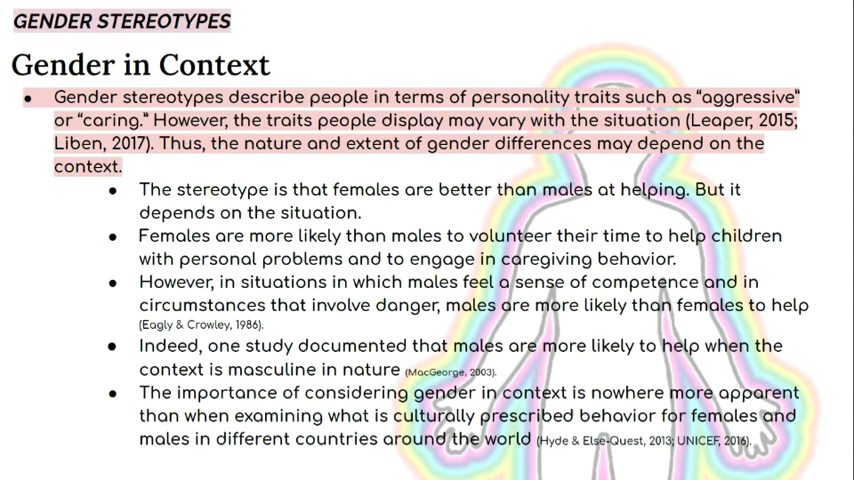 GENDER STEREOTYPES
Gender in Context
● Gender stereotypes describe people in terms of personality traits such as “aggressive”
or “caring.” However, the traits people display may vary with the situation (Leaper, 2015;
Liben, 2017). Thus, the nature and extent of gender differences may depend on the
context.
● The stereotype is that females are better than males at helping. But it
depends on the situation.
● Females are more likely than males to volunteer their time to help children
with personal problems and to engage in caregiving behavior.
● However, in situations in which males feel a sense of competence and in
circumstances that involve danger, males are more likely than females to help
(Eagly & Crowley, 1986).
● Indeed, one study documented that males are more likely to help when the
context is masculine in nature (MacGeorge, 2003).
● The importance of considering gender in context is nowhere more apparent
than when examining what is culturally prescribed behavior for females and
males in different countries around the world (Hyde & Else-Quest, 2013; UNICEF, 2016).